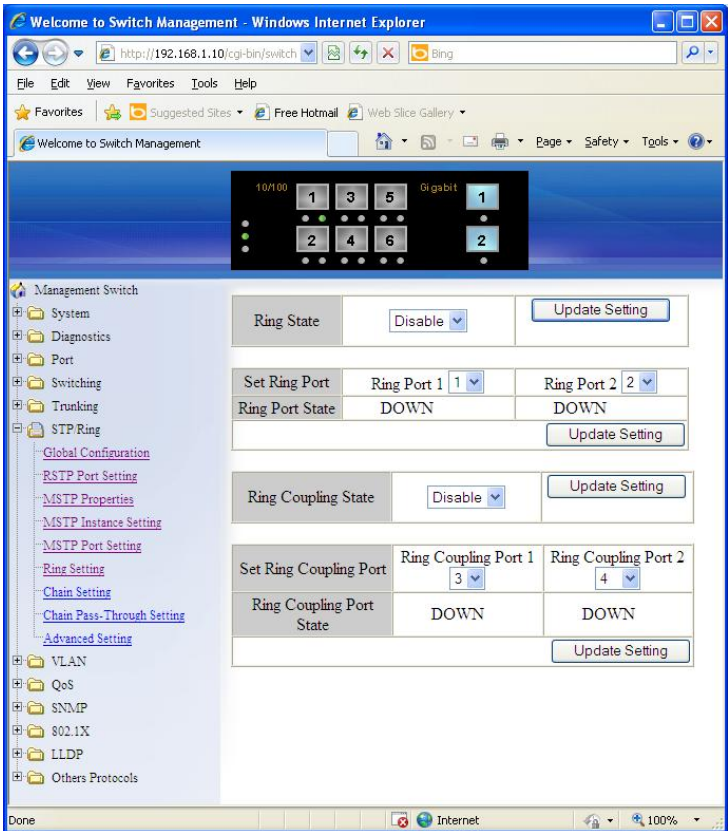 Welcome to Switch Management - Windows Internet Explorer
http://192.168.1.10/cgi-bin/switch
Bing
File Edit View Favorites Tools Help
Favorites Suggested Sites Free Hotmail Web Slice Gallery
Welcome to Switch Management Page Safety Tools
10/100 1 3 5 Gigabit 1
2 4 6 2
Management Switch
System
Diagnostics
Port
Switching
Trunking
STP/Ring
Global Configuration
RSTP Port Setting
MSTP Properties
MSTP Instance Setting
MSTP Port Setting
Ring Setting
Chain Setting
Chain Pass-Through Setting
Advanced Setting
VLAN
QoS
SNMP
802.1X
LLDP
Others Protocols
Ring State Disable Update Setting
Set Ring Port Ring Port 1 1 Ring Port 2 2
Ring Port State DOWN DOWN
Update Setting
Ring Coupling State Disable Update Setting
Set Ring Coupling Port Ring Coupling Port 1 3 Ring Coupling Port 2 4
Ring Coupling Port State DOWN DOWN
Update Setting
Done Internet 100%